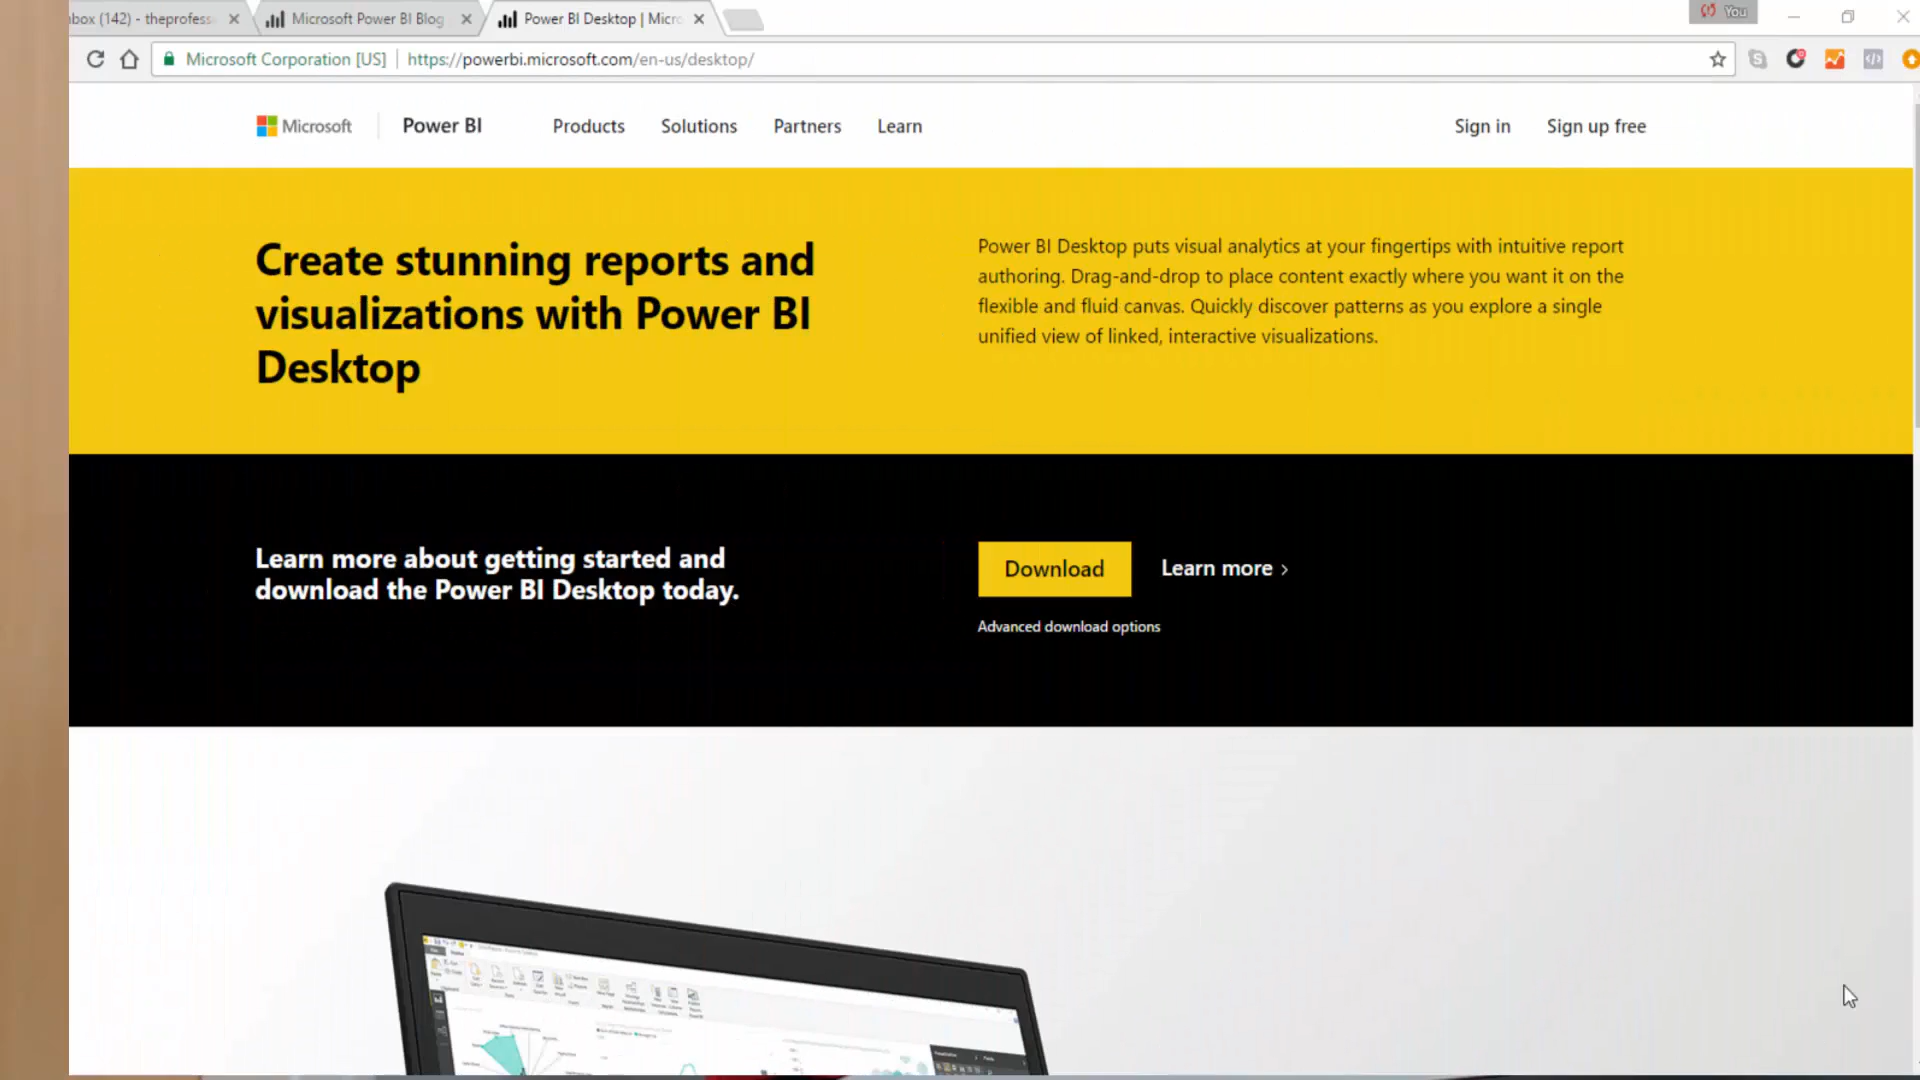 box (142) - theprofess
Microsoft Power BI Blog
Power BI Desktop | Micro
You
Microsoft Corporation [US]
https://powerbi.microsoft.com/en-us/desktop/
Microsoft
Power BI
Products
Solutions
Partners
Learn
Sign in
Sign up free
Create stunning reports and
visualizations with Power BI
Desktop
Power BI Desktop puts visual analytics at your fingertips with intuitive report
authoring. Drag-and-drop to place content exactly where you want it on the
flexible and fluid canvas. Quickly discover patterns as you explore a single
unified view of linked, interactive visualizations.
Learn more about getting started and
download the Power BI Desktop today.
Download
Learn more ›
Advanced download options